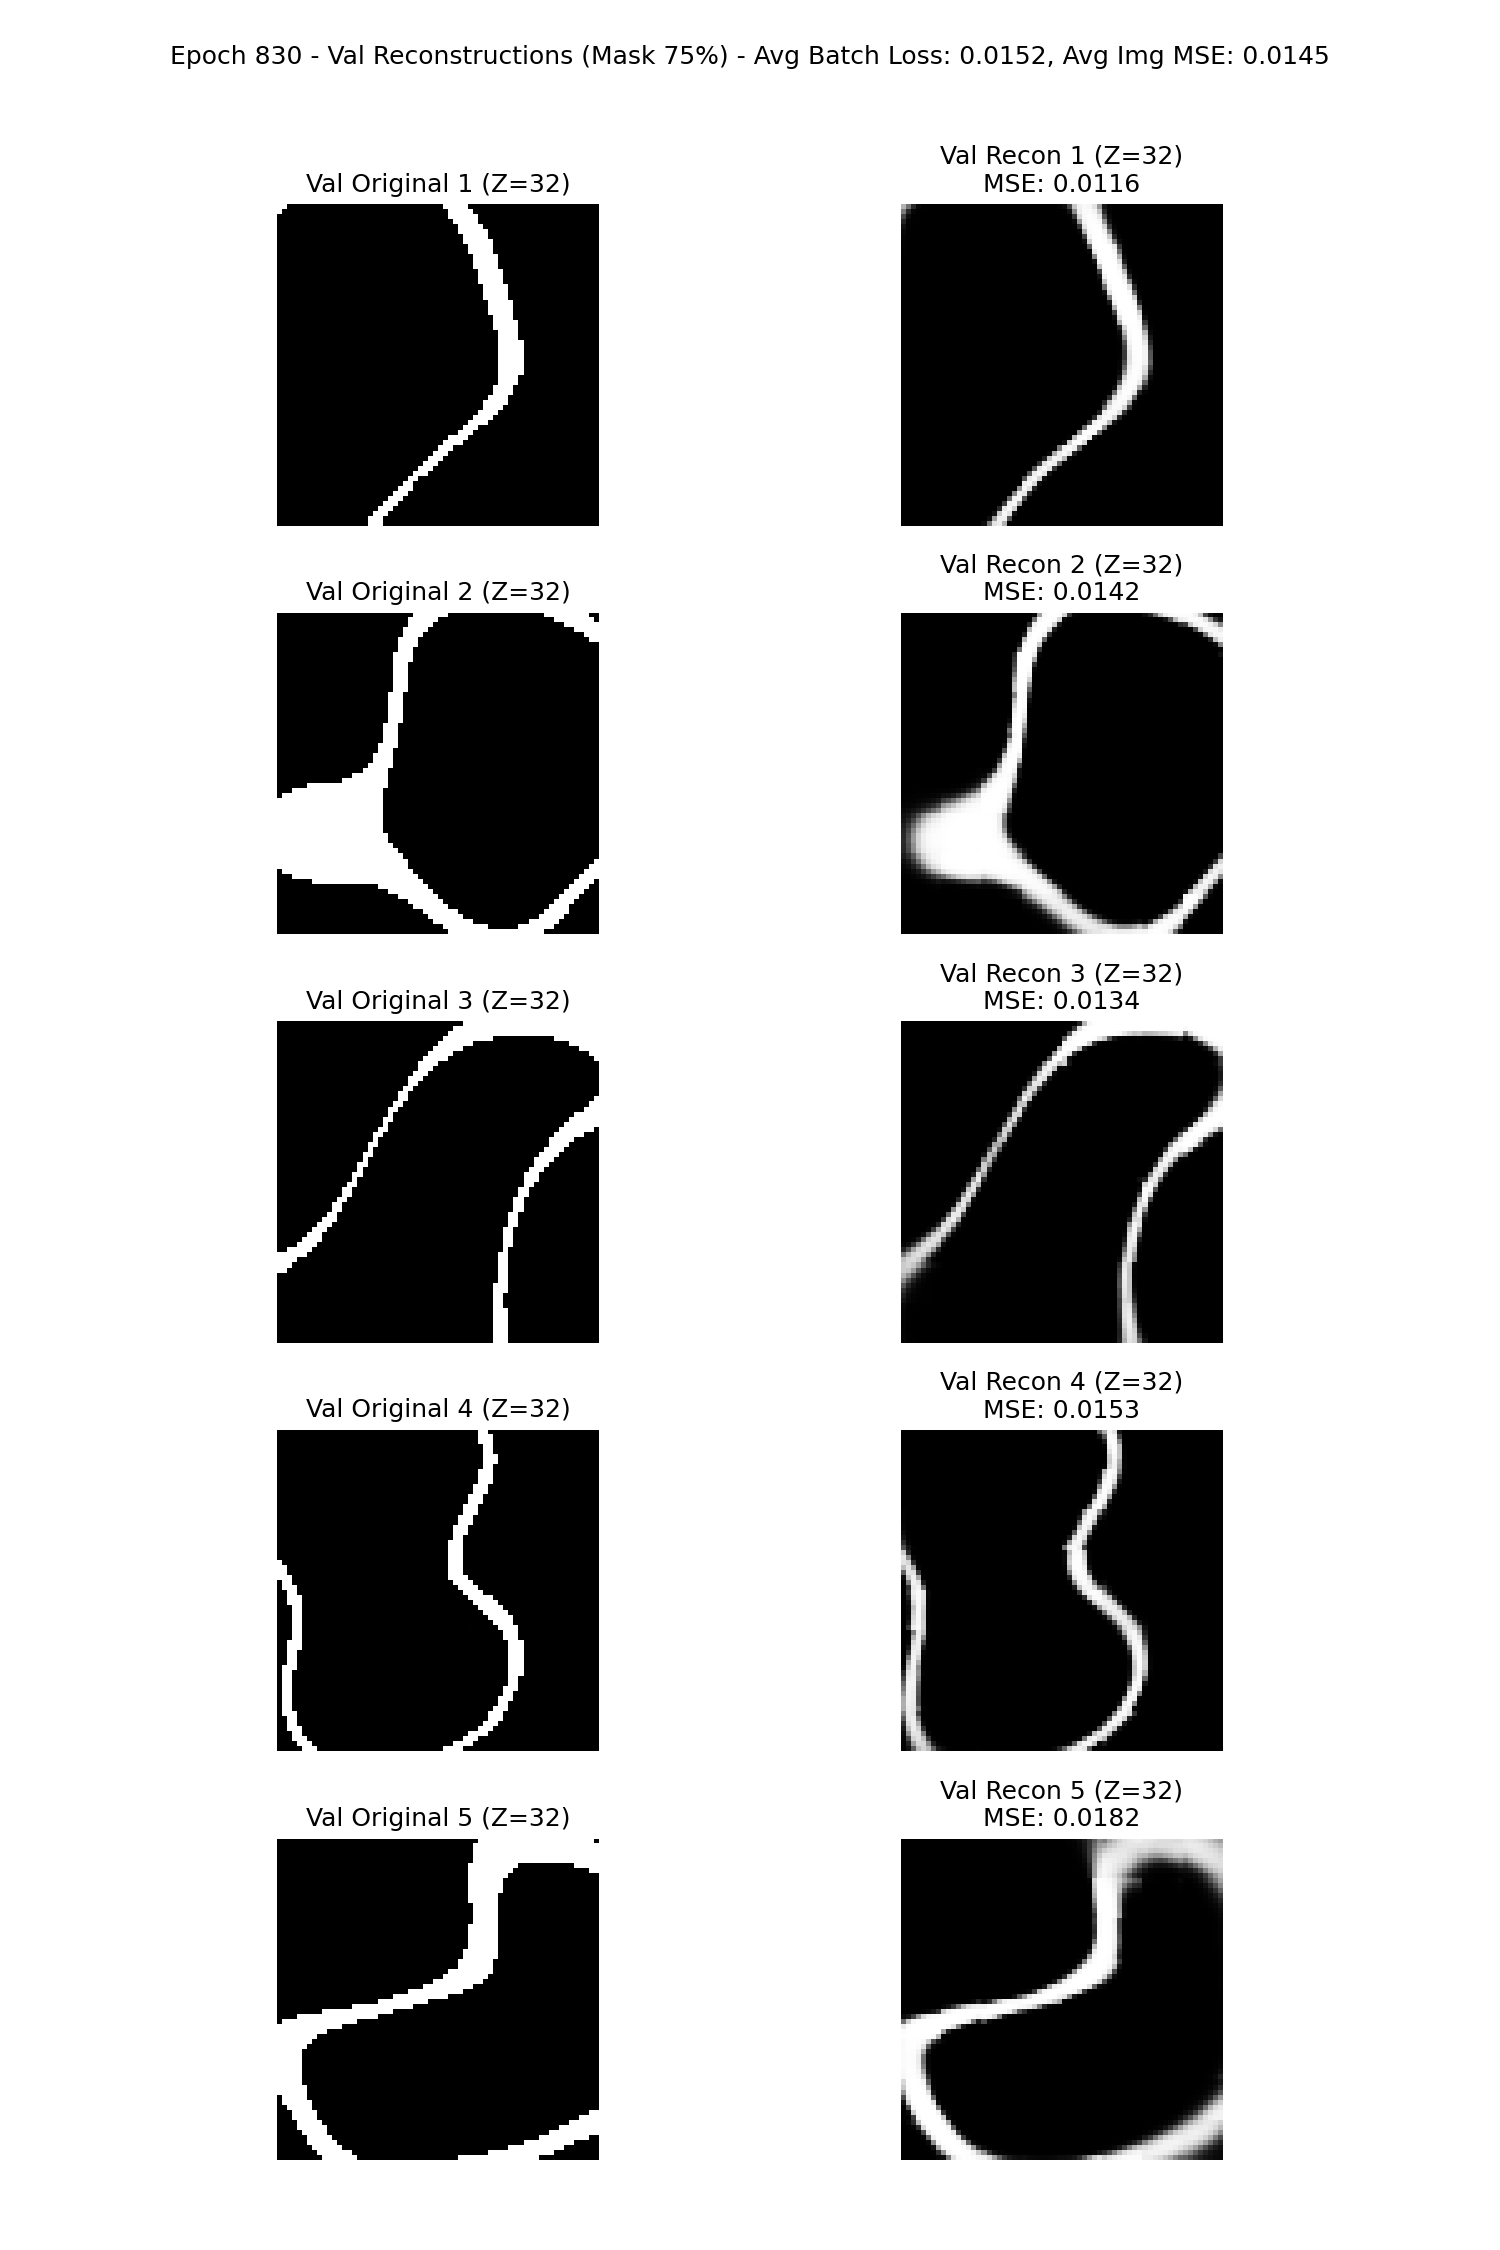 Epoch 830 - Val Reconstructions (Mask 75%) - Avg Batch Loss: 0.0152, Avg Img MSE: 0.0145
Val Original 1 (Z=32)
Val Recon 1 (Z=32)
MSE: 0.0116
Val Original 2 (Z=32)
Val Recon 2 (Z=32)
MSE: 0.0142
Val Original 3 (Z=32)
Val Recon 3 (Z=32)
MSE: 0.0134
Val Original 4 (Z=32)
Val Recon 4 (Z=32)
MSE: 0.0153
Val Original 5 (Z=32)
Val Recon 5 (Z=32)
MSE: 0.0182